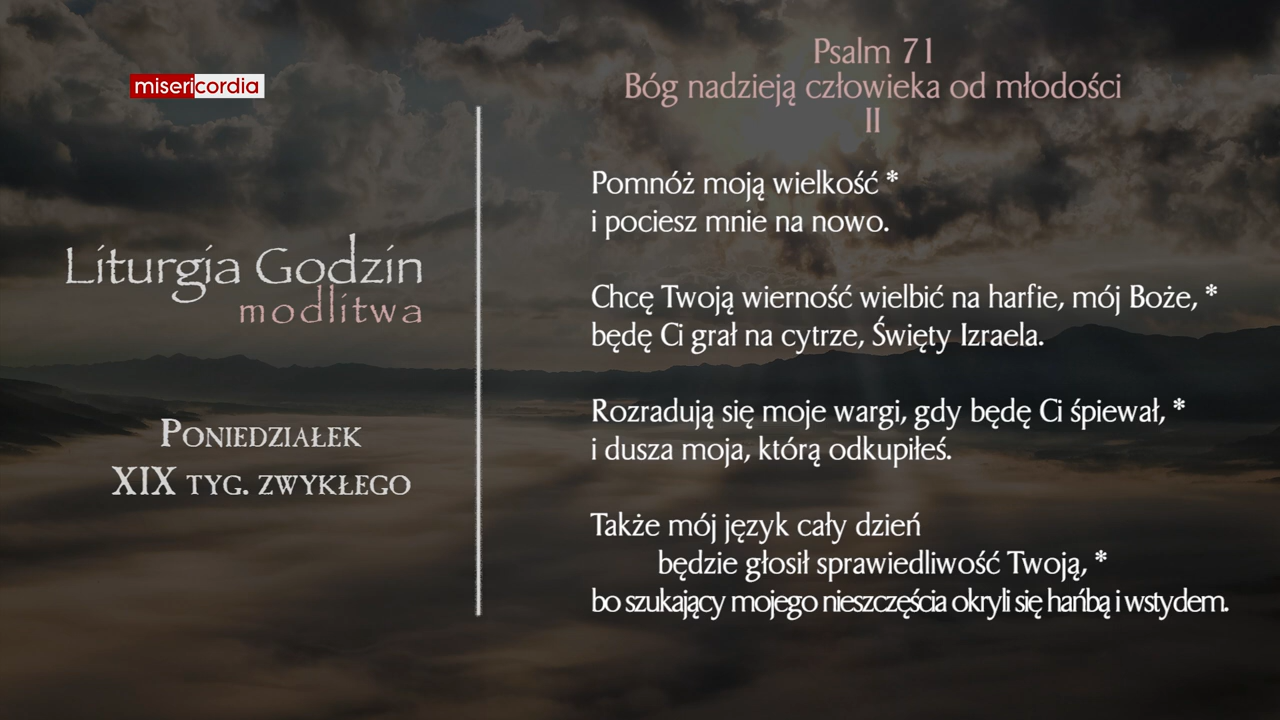 misericordia
Liturgia Godzin
modlitwa
Poniedziałek
XIX tyg. zwykłego
Psalm 71
Bóg nadzieją człowieka od młodości
II
Pomnóż moją wielkość *
i pociesz mnie na nowo.
Chcę Twoją wierność wielbić na harfie, mój Boże, *
będę Ci grał na cytrze, Święty Izraela.
Rozradują się moje wargi, gdy będę Ci śpiewał, *
i dusza moja, którą odkupiłeś.
Także mój język cały dzień
będzie głosił sprawiedliwość Twoją, *
bo szukający mojego nieszczęścia okryli się hańbą i wstydem.